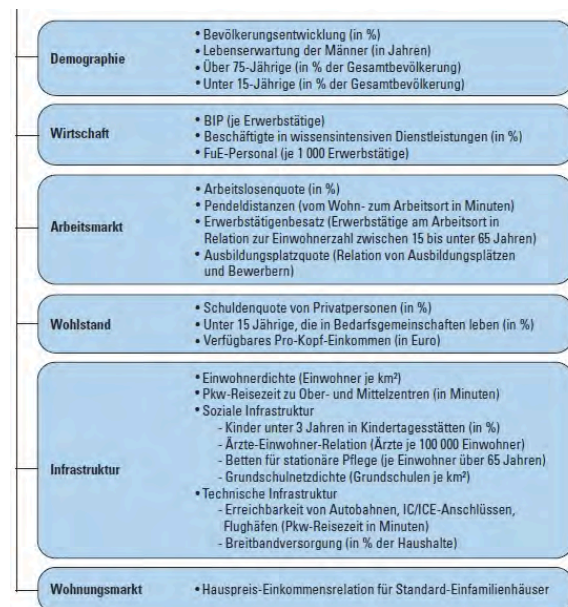 Demographie
• Bevölkerungsentwicklung (in %)
• Lebenserwartung der Männer (in Jahren)
• Über 75-Jährige (in % der Gesamtbevölkerung)
• Unter 15-Jährige (in % der Gesamtbevölkerung)
Wirtschaft
• BIP (je Erwerbstätige)
• Beschäftigte in wissensintensiven Dienstleistungen (in %)
• FuE-Personal (je 1 000 Erwerbstätige)
Arbeitsmarkt
• Arbeitslosenquote (in %)
• Pendeldistanzen (vom Wohn- zum Arbeitsort in Minuten)
• Erwerbstätigenbesatz (Erwerbstätige am Arbeitsort in
Relation zur Einwohnerzahl zwischen 15 bis unter 65 Jahren)
• Ausbildungsplatzquote (Relation von Ausbildungsplätzen
und Bewerbern)
Wohlstand
• Schuldenquote von Privatpersonen (in %)
• Unter 15 Jährige, die in Bedarfsgemeinschaften leben (in %)
• Verfügbares Pro-Kopf-Einkommen (in Euro)
Infrastruktur
• Einwohnerdichte (Einwohner je km²)
• Pkw-Reisezeit zu Ober- und Mittelzentren (in Minuten)
• Soziale Infrastruktur
- Kinder unter 3 Jahren in Kindertagesstätten (in %)
- Ärzte-Einwohner-Relation (Ärzte je 100 000 Einwohner)
- Betten für stationäre Pflege (je Einwohner über 65 Jahren)
- Grundschulnetzdichte (Grundschulen je km²)
• Technische Infrastruktur
- Erreichbarkeit von Autobahnen, IC/ICE-Anschlüssen,
Flughäfen (Pkw-Reisezeit in Minuten)
- Breitbandversorgung (in % der Haushalte)
Wohnungsmarkt
• Hauspreis-Einkommensrelation für Standard-Einfamilienhäuser